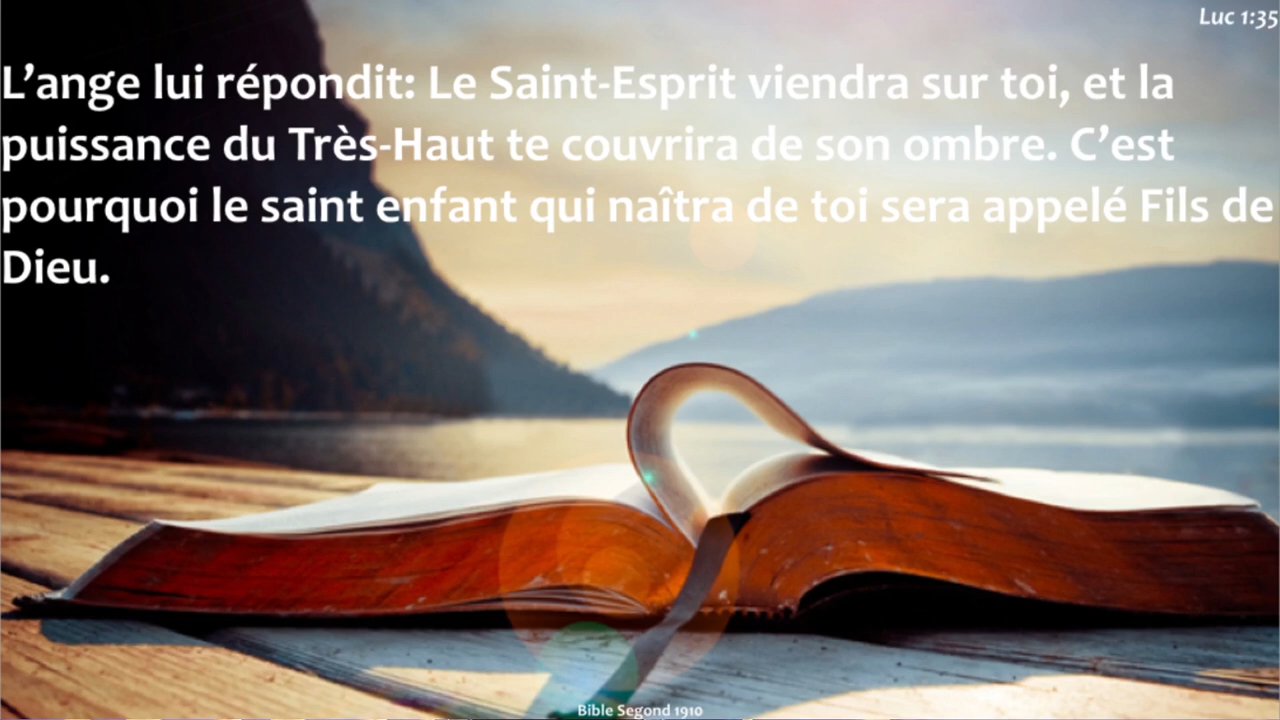 Luc 1:35
L’ange lui répondit: Le Saint-Esprit viendra sur toi, et la
puissance du Très-Haut te couvrira de son ombre. C’est
pourquoi le saint enfant qui naîtra de toi sera appelé Fils de
Dieu.
Bible Segond 1910